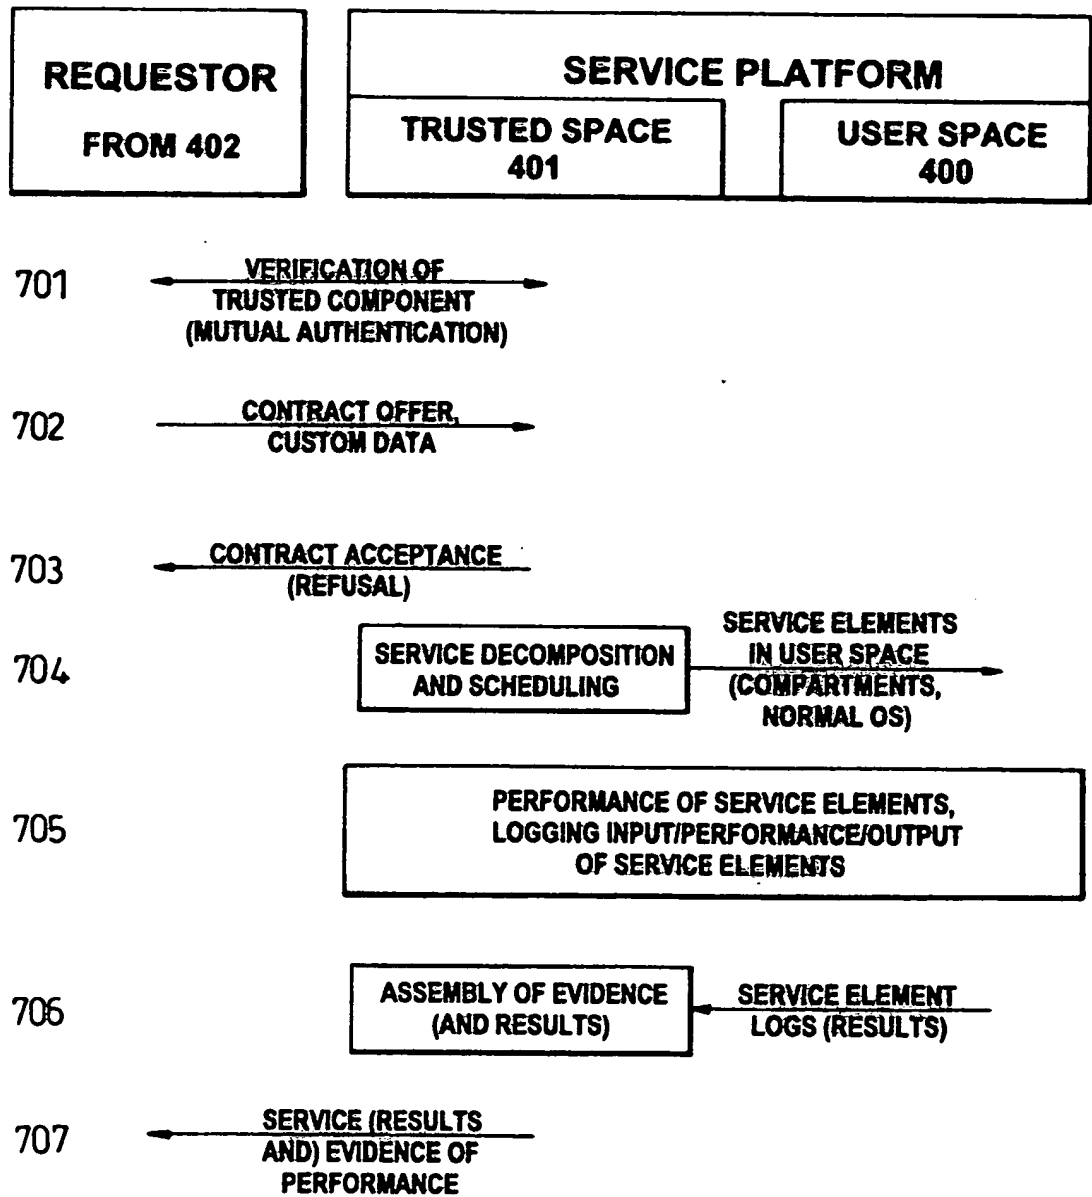 REQUESTOR
FROM 402
SERVICE PLATFORM
TRUSTED SPACE
401
USER SPACE
400
701
VERIFICATION OF
TRUSTED COMPONENT
(MUTUAL AUTHENTICATION)
702
CONTRACT OFFER,
CUSTOM DATA
703
CONTRACT ACCEPTANCE
(REFUSAL)
704
SERVICE DECOMPOSITION
AND SCHEDULING
SERVICE ELEMENTS
IN USER SPACE
(COMPARTMENTS,
NORMAL OS)
705
PERFORMANCE OF SERVICE ELEMENTS,
LOGGING INPUT/PERFORMANCE/OUTPUT
OF SERVICE ELEMENTS
706
ASSEMBLY OF EVIDENCE
(AND RESULTS)
SERVICE ELEMENT
LOGS (RESULTS)
707
SERVICE (RESULTS
AND) EVIDENCE OF
PERFORMANCE